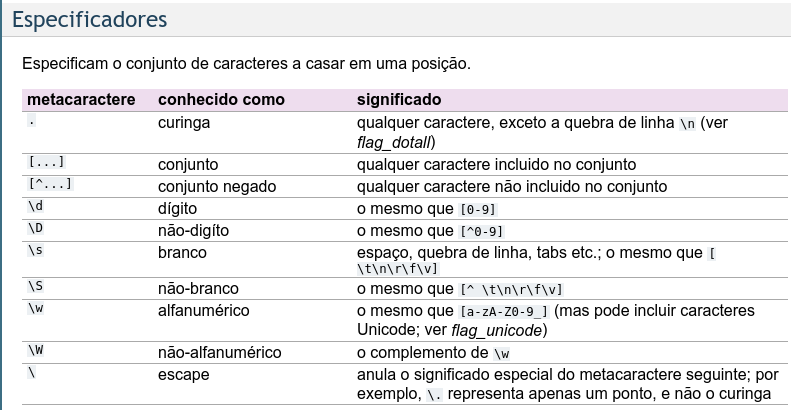 Especificadores
Especificam o conjunto de caracteres a casar em uma posição.
metacaractere conhecido como significado
. curinga qualquer caractere, exceto a quebra de linha \n (ver
flag_dotall)
[...] conjunto qualquer caractere incluido no conjunto
[^...] conjunto negado qualquer caractere não incluido no conjunto
\d dígito o mesmo que [0-9]
\D não-digíto o mesmo que [^0-9]
\s branco espaço, quebra de linha, tabs etc.; o mesmo que [
\t\n\r\f\v]
\S não-branco o mesmo que [^ \t\n\r\f\v]
\w alfanumérico o mesmo que [a-zA-Z0-9_] (mas pode incluir caracteres
Unicode; ver flag_unicode)
\W não-alfanumérico o complemento de \w
\ escape anula o significado especial do metacaractere seguinte; por
exemplo, \. representa apenas um ponto, e não o curinga